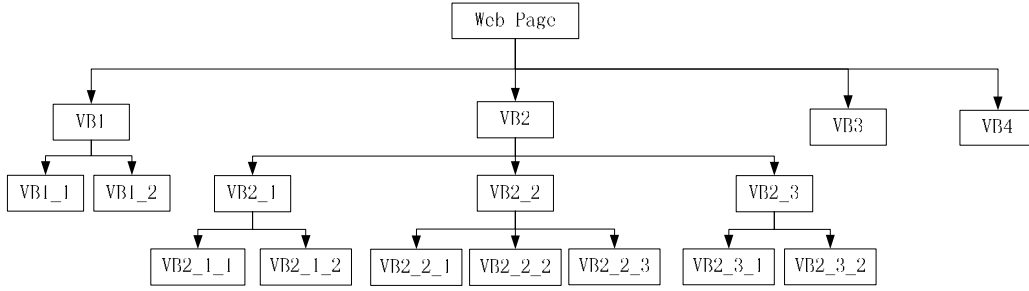 Web Page
VB1
VB2
VB3
VB4
VB1_1
VB1_2
VB2_1
VB2_2
VB2_3
VB2_1_1
VB2_1_2
VB2_2_1
VB2_2_2
VB2_2_3
VB2_3_1
VB2_3_2